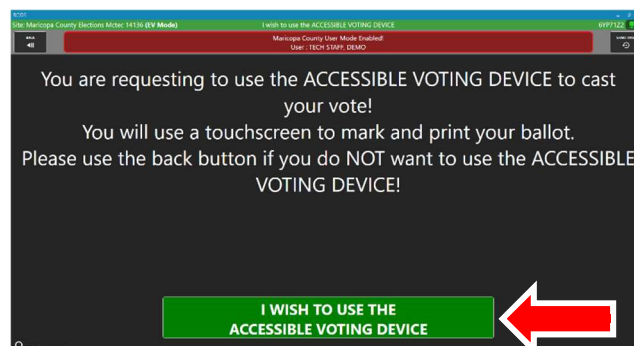 Site: Maricopa County Elections Mctec 14136 (EV Mode) I wish to use the ACCESSIBLE VOTING DEVICE 6YP7122
Maricopa County User Mode Enabled!
User : TECH STAFF, DEMO
You are requesting to use the ACCESSIBLE VOTING DEVICE to cast
your vote!
You will use a touchscreen to mark and print your ballot.
Please use the back button if you do NOT want to use the ACCESSIBLE
VOTING DEVICE!
I WISH TO USE THE
ACCESSIBLE VOTING DEVICE